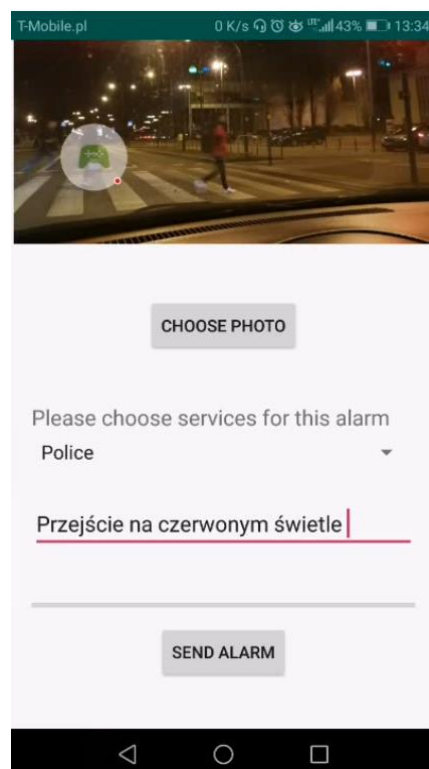 T-Mobile.pl 0 K/s 43% 13:34
CHOOSE PHOTO
Please choose services for this alarm
Police
Przejście na czerwonym świetle
SEND ALARM